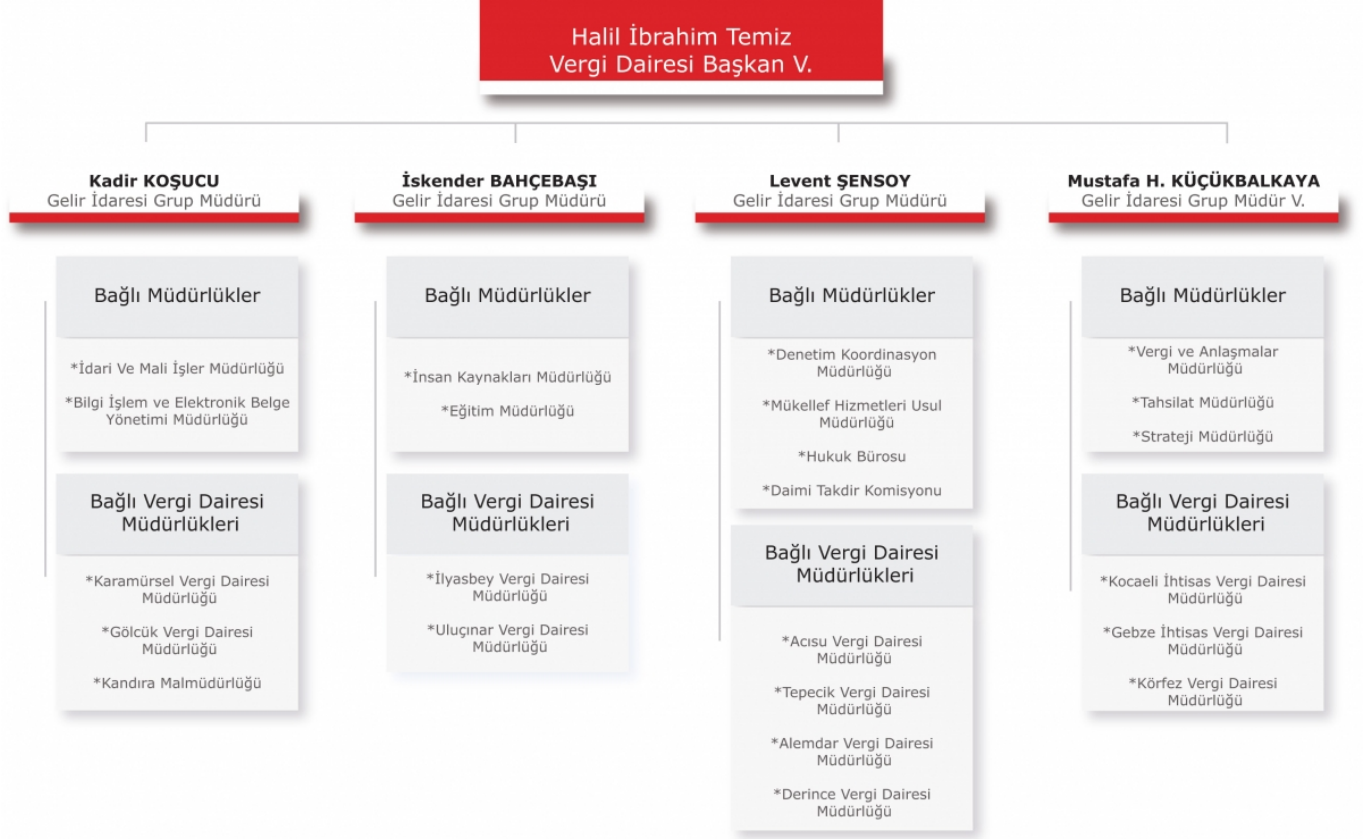 Halil İbrahim Temiz
Vergi Dairesi Başkan V.
Kadir KOŞUCU
Gelir İdaresi Grup Müdürü
Bağlı Müdürlükler
*İdari Ve Mali İşler Müdürlüğü
*Bilgi İşlem ve Elektronik Belge
Yönetimi Müdürlüğü
Bağlı Vergi Dairesi
Müdürlükleri
*Karamürsel Vergi Dairesi
Müdürlüğü
*Gölcük Vergi Dairesi
Müdürlüğü
*Kandıra Malmüdürlüğü
İskender BAHÇEBAŞI
Gelir İdaresi Grup Müdürü
Bağlı Müdürlükler
*İnsan Kaynakları Müdürlüğü
*Eğitim Müdürlüğü
Bağlı Vergi Dairesi
Müdürlükleri
*İlyasbey Vergi Dairesi
Müdürlüğü
*Uluçınar Vergi Dairesi
Müdürlüğü
Levent ŞENSOY
Gelir İdaresi Grup Müdürü
Bağlı Müdürlükler
*Denetim Koordinasyon
Müdürlüğü
*Mükellef Hizmetleri Usul
Müdürlüğü
*Hukuk Bürosu
*Daimi Takdir Komisyonu
Bağlı Vergi Dairesi
Müdürlükleri
*Acısu Vergi Dairesi
Müdürlüğü
*Tepecik Vergi Dairesi
Müdürlüğü
*Alemdar Vergi Dairesi
Müdürlüğü
*Derince Vergi Dairesi
Müdürlüğü
Mustafa H. KÜÇÜKBALKAYA
Gelir İdaresi Grup Müdür V.
Bağlı Müdürlükler
*Vergi ve Anlaşmalar
Müdürlüğü
*Tahsilat Müdürlüğü
*Strateji Müdürlüğü
Bağlı Vergi Dairesi
Müdürlükleri
*Kocaeli İhtisas Vergi Dairesi
Müdürlüğü
*Gebze İhtisas Vergi Dairesi
Müdürlüğü
*Körfez Vergi Dairesi
Müdürlüğü